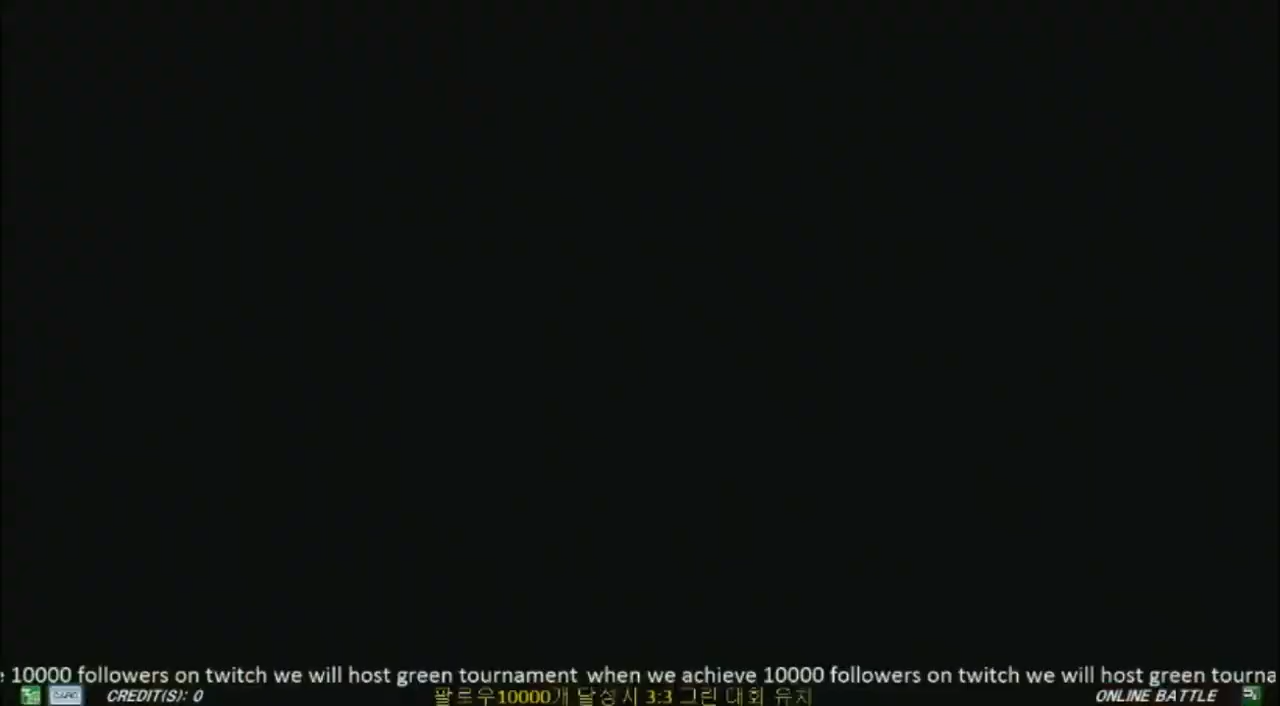 10000 followers on twitch we will host green tournament when we achieve 10000 followers on twitch we will host green tourna
CREDIT(S): 0 팔로우10000개 달성시 3:3 그린 대회 유치 ONLINE BATTLE